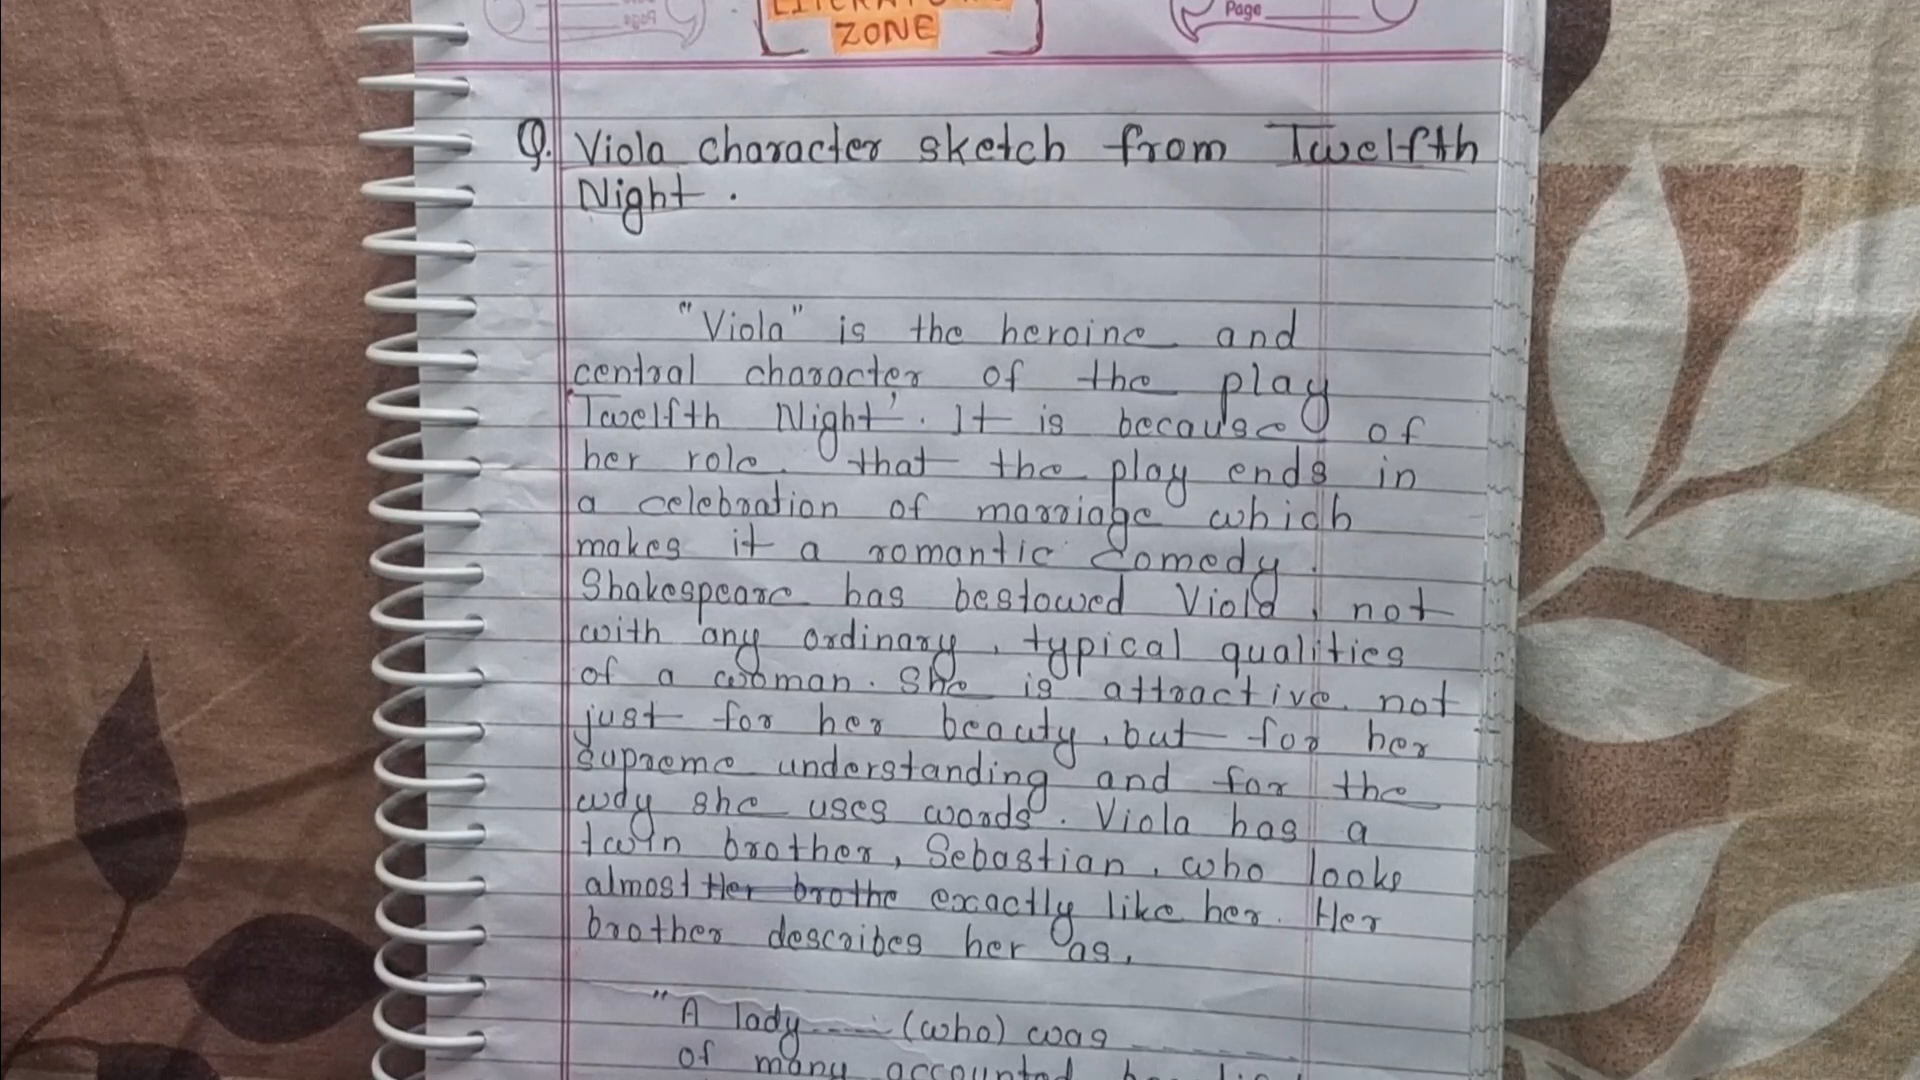 ZONE
Page
Page
Q. Viola character sketch from Twelfth
Night.
"Viola" is the heroine and
central character of the play
'Twelfth Night'. It is because of
her role that the play ends in
a celebration of marriage which
makes it a romantic comedy.
Shakespeare has bestowed Viola, not
with any ordinary, typical qualities
of a woman. She is attractive not
just for her beauty, but for her
supreme understanding and for the
way she uses words. Viola has a
twin brother, Sebastian, who looks
almost Her brothe exactly like her. Her
brother describes her as,
"A lady ---- (who) was -------
of many accounted